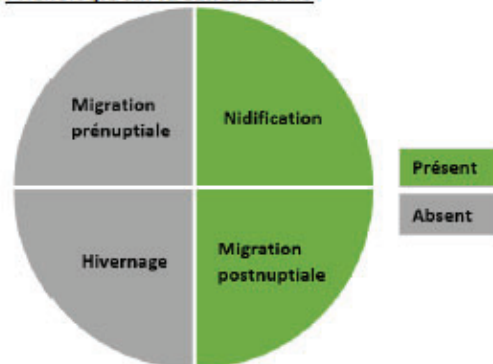 Migration
prénuptiale
Nidification
Présent
Absent
Hivernage
Migration
postnuptiale